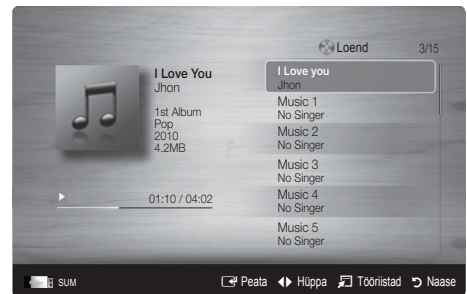 Loend 3/15
I Love You
Jhon
1st Album
Pop
2010
4.2MB
01:10 / 04:02
I Love you
Jhon
Music 1
No Singer
Music 2
No Singer
Music 3
No Singer
Music 4
No Singer
Music 5
No Singer
SUM Peata Hüppa Tööriistad Naase